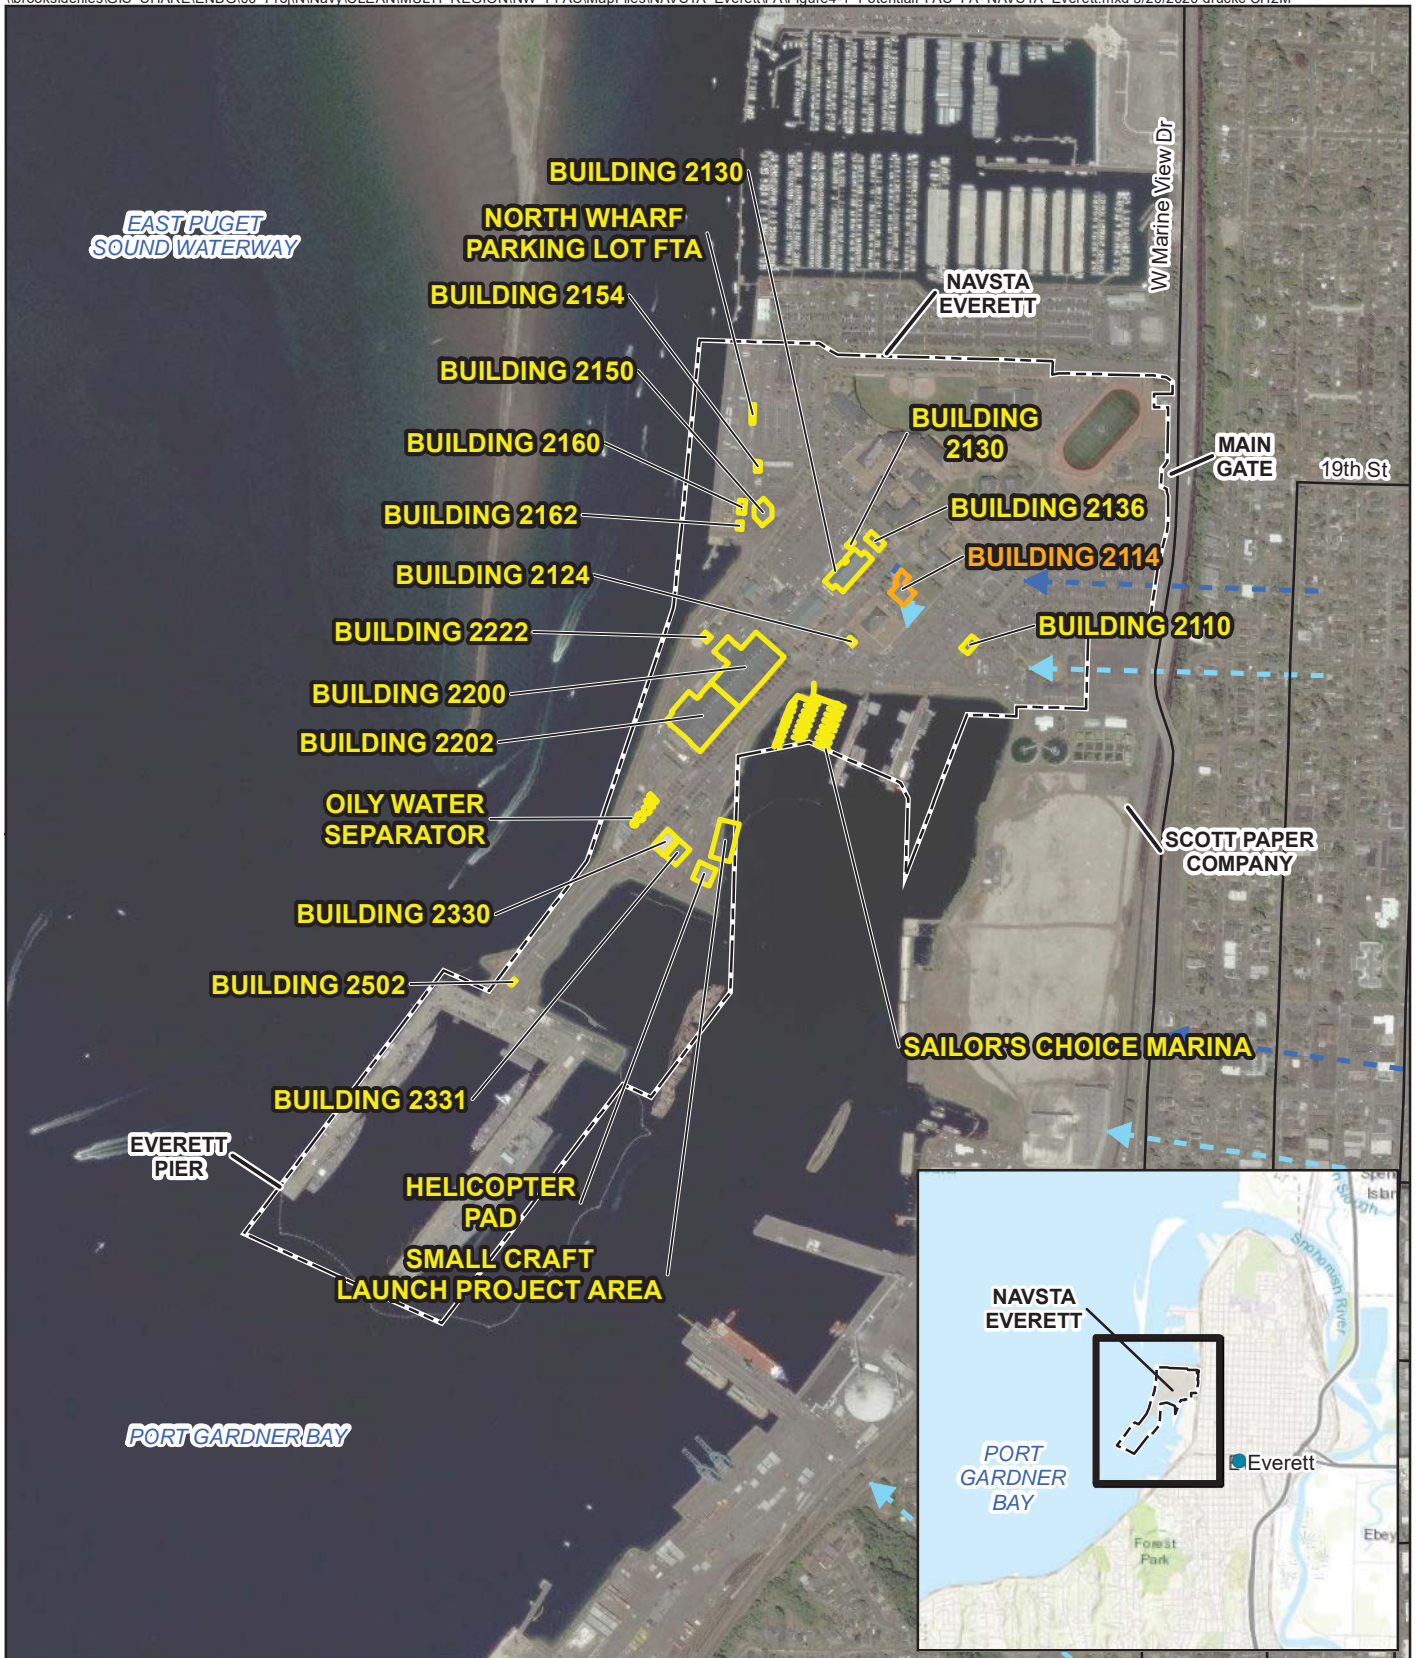 W Marine View Dr
BUILDING 2130
NORTH WHARF
PARKING LOT FTA
EAST PUGET
SOUND WATERWAY
BUILDING 2154
NAVSTA
EVERETT
BUILDING 2150
BUILDING
2130
BUILDING 2160
MAIN
GATE
19th St
BUILDING 2162
BUILDING 2136
BUILDING 2114
BUILDING 2124
BUILDING 2222
BUILDING 2110
BUILDING 2200
BUILDING 2202
OILY WATER
SEPARATOR
SCOTT PAPER
COMPANY
BUILDING 2330
BUILDING 2502
SAILOR'S CHOICE MARINA
BUILDING 2331
EVERETT
PIER
HELICOPTER
PAD
SMALL CRAFT
LAUNCH PROJECT AREA
PORT GARDNER BAY
Snohomish River
NAVSTA
EVERETT
PORT
GARDNER
BAY
Everett
Forest
Park
Ebey